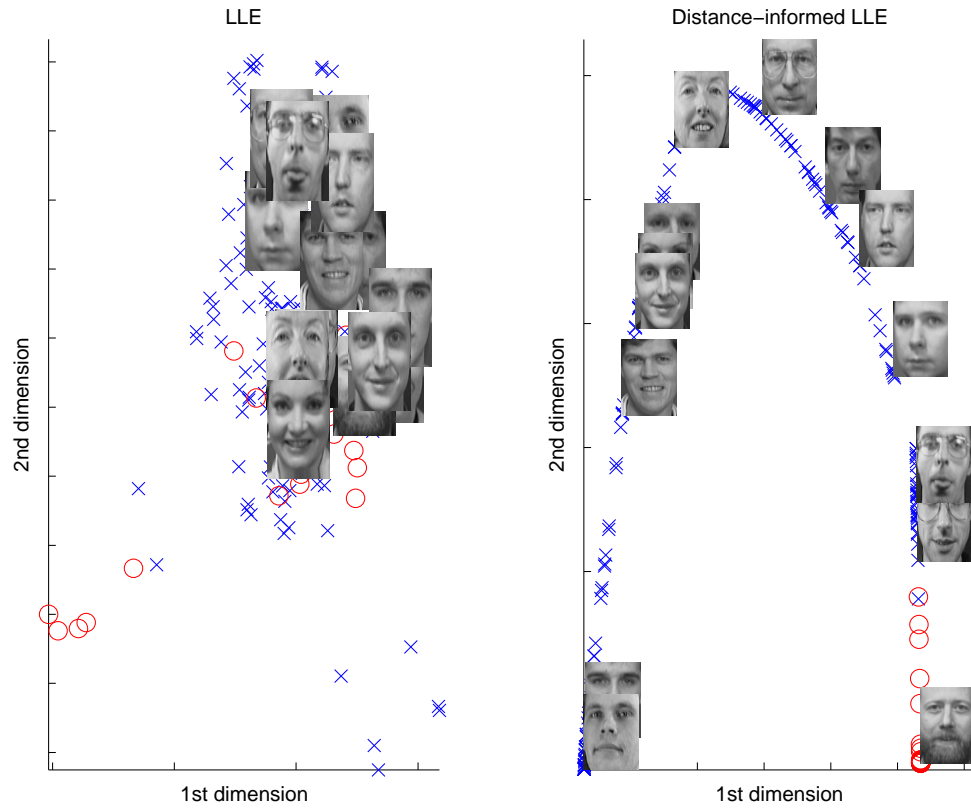 LLE
2nd dimension
1st dimension
Distance−informed LLE
2nd dimension
1st dimension